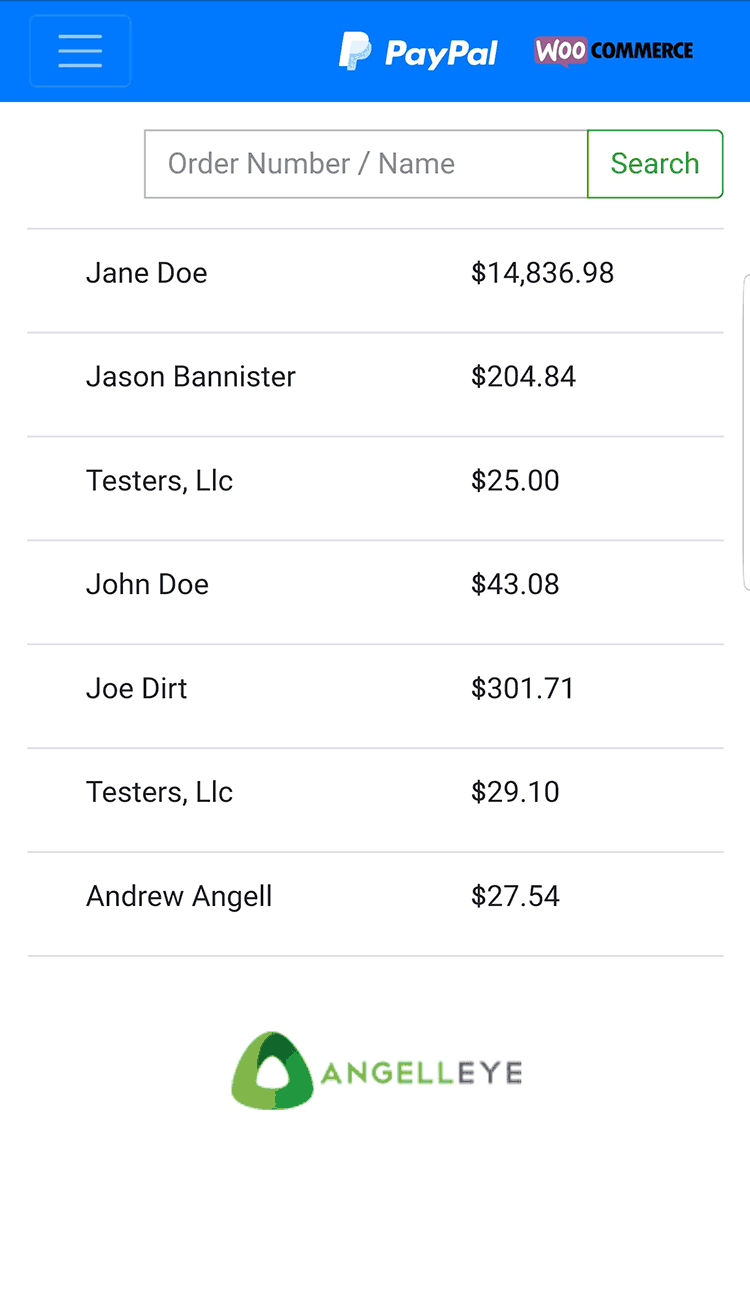 PayPal WOO COMMERCE
Order Number / Name Search
Jane Doe $14,836.98
Jason Bannister $204.84
Testers, Llc $25.00
John Doe $43.08
Joe Dirt $301.71
Testers, Llc $29.10
Andrew Angell $27.54
ANGELLEYE